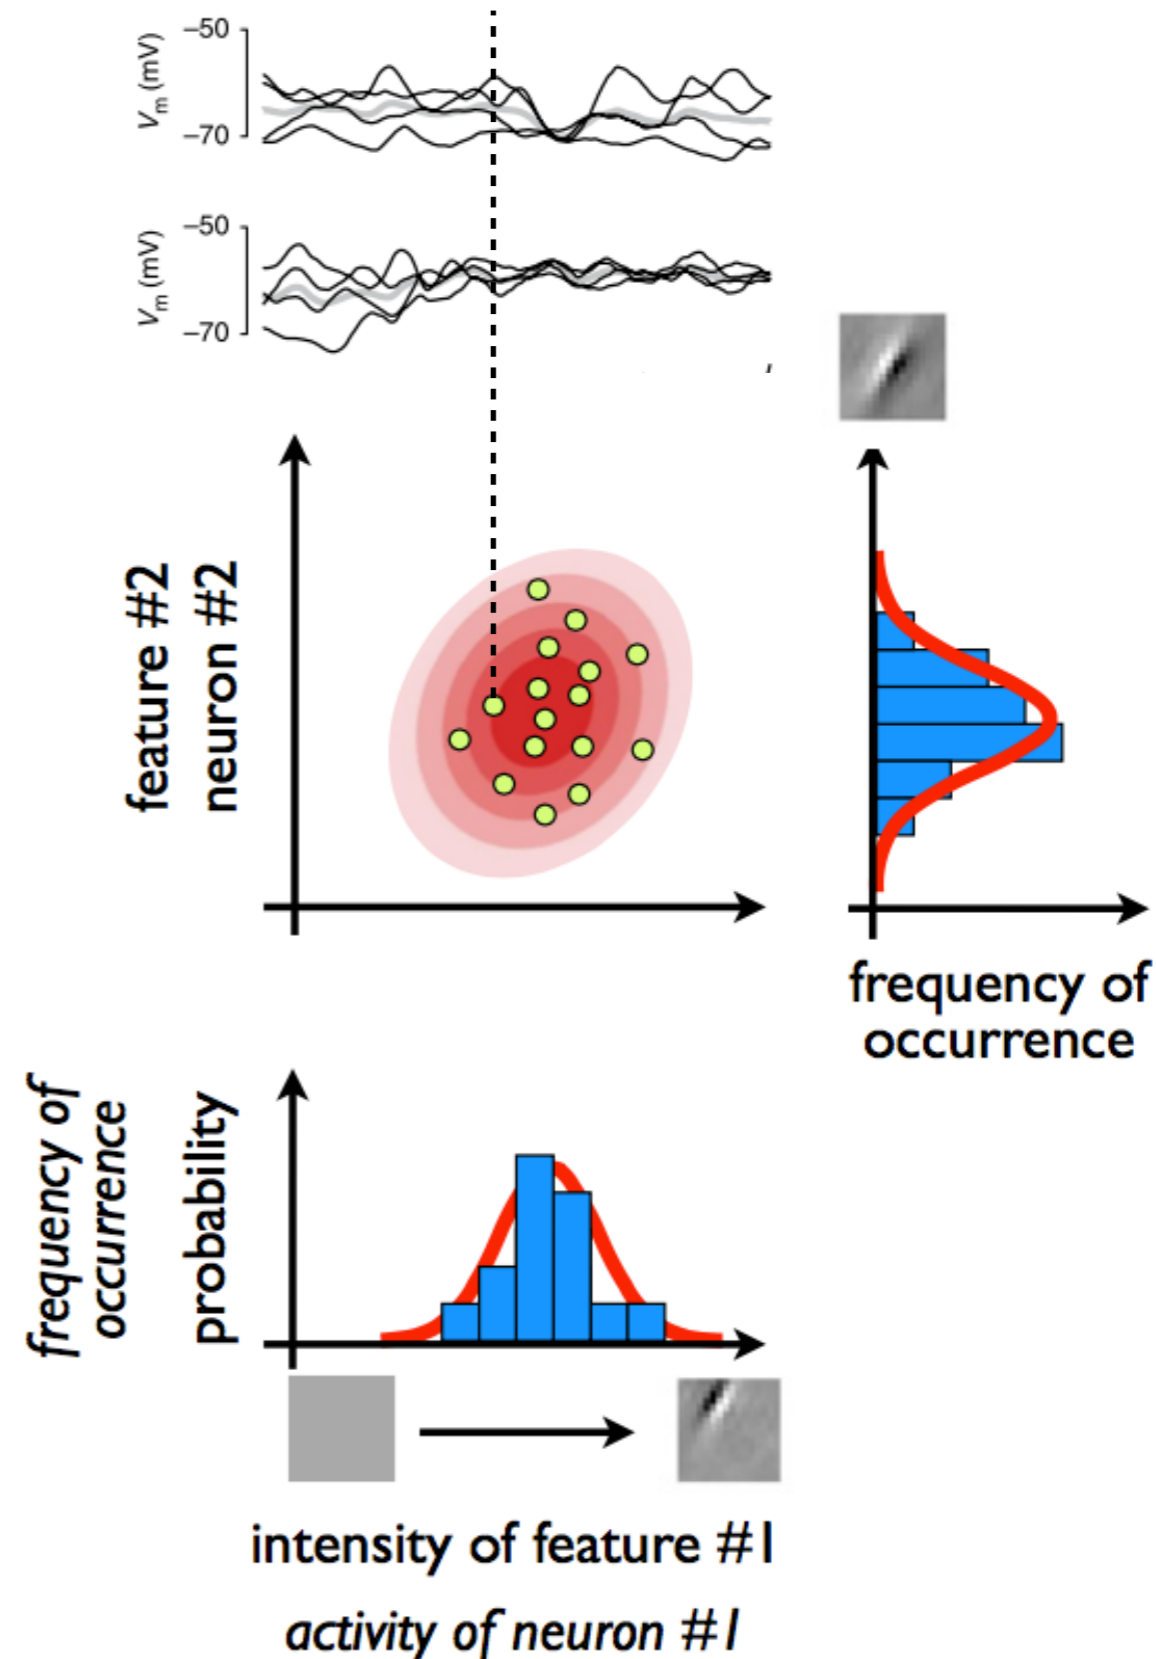 −50
Vm (mV)
−70
−50
Vm (mV)
−70
feature #2
neuron #2
frequency of
occurrence
frequency of
occurrence
probability
intensity of feature #1
activity of neuron #1